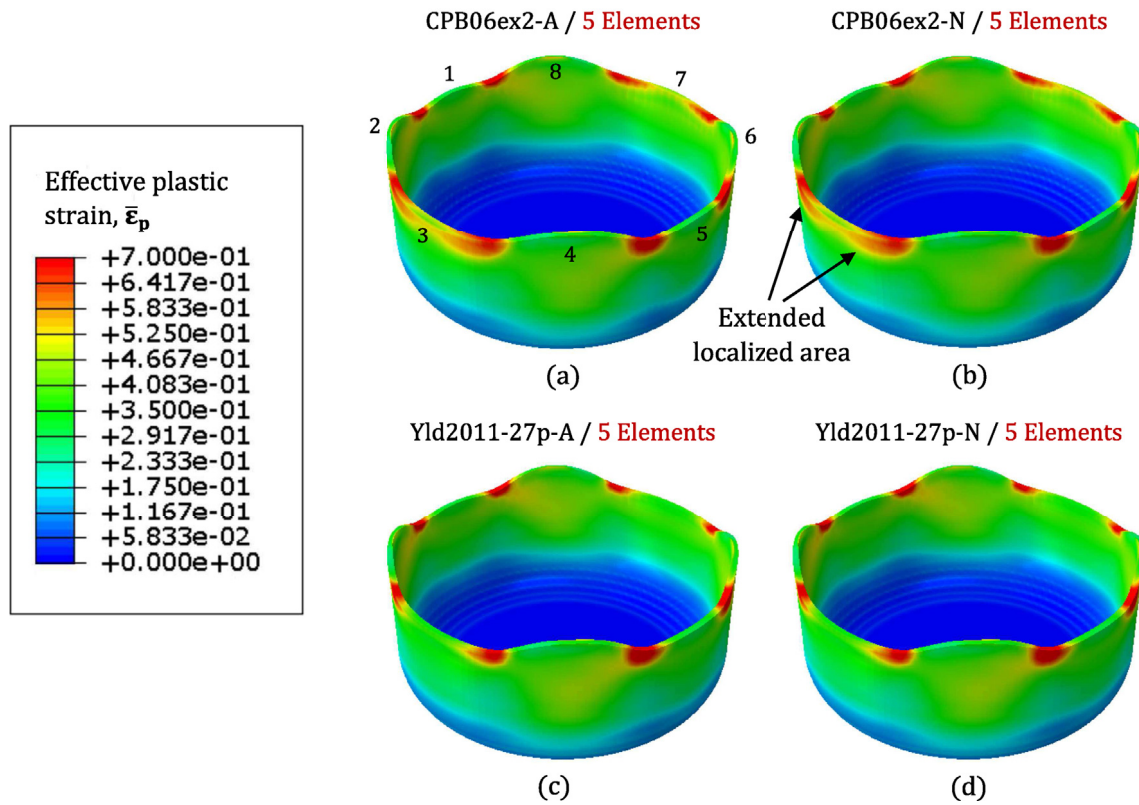 CPB06ex2-A / 5 Elements
CPB06ex2-N / 5 Elements
1
8
7
2
6
3
4
5
Effective plastic
strain, ε̄p
+7.000e-01
+6.417e-01
+5.833e-01
+5.250e-01
+4.667e-01
+4.083e-01
+3.500e-01
+2.917e-01
+2.333e-01
+1.750e-01
+1.167e-01
+5.833e-02
+0.000e+00
Extended
localized area
(a)
(b)
Yld2011-27p-A / 5 Elements
Yld2011-27p-N / 5 Elements
(c)
(d)